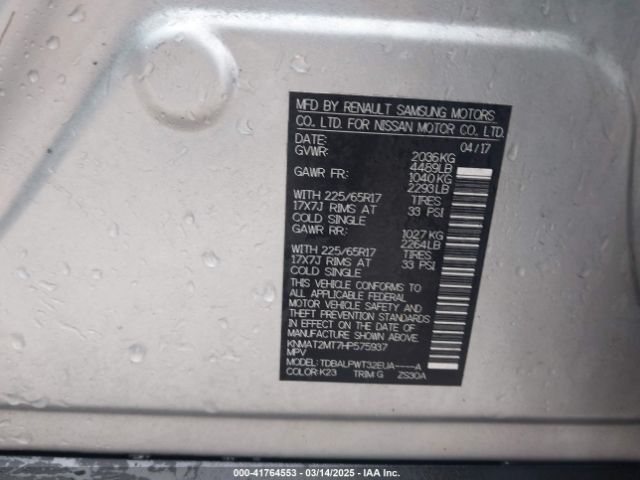 MFD BY RENAULT SAMSUNG MOTORS
CO. LTD. FOR NISSAN MOTOR CO. LTD.
DATE: 04/17
GVWR: 2036KG
4489LB
GAWR FR: 1040KG
2293LB
WITH 225/65R17 TIRES
17X7J RIMS AT 33 PSI
COLD SINGLE
GAWR RR: 1027KG
2264LB
WITH 225/65R17 TIRES
17X7J RIMS AT 33 PSI
COLD SINGLE
THIS VEHICLE CONFORMS TO
ALL APPLICABLE FEDERAL
MOTOR VEHICLE SAFETY AND
THEFT PREVENTION STANDARDS
IN EFFECT ON THE DATE OF
MANUFACTURE SHOWN ABOVE
KNMAT2MT7HP575937
MPV
MODEL: TDBALPWT32EUA-----A
COLOR: K23 TRIM: G ZS30A
000-41764553 - 03/14/2025 - IAA Inc.